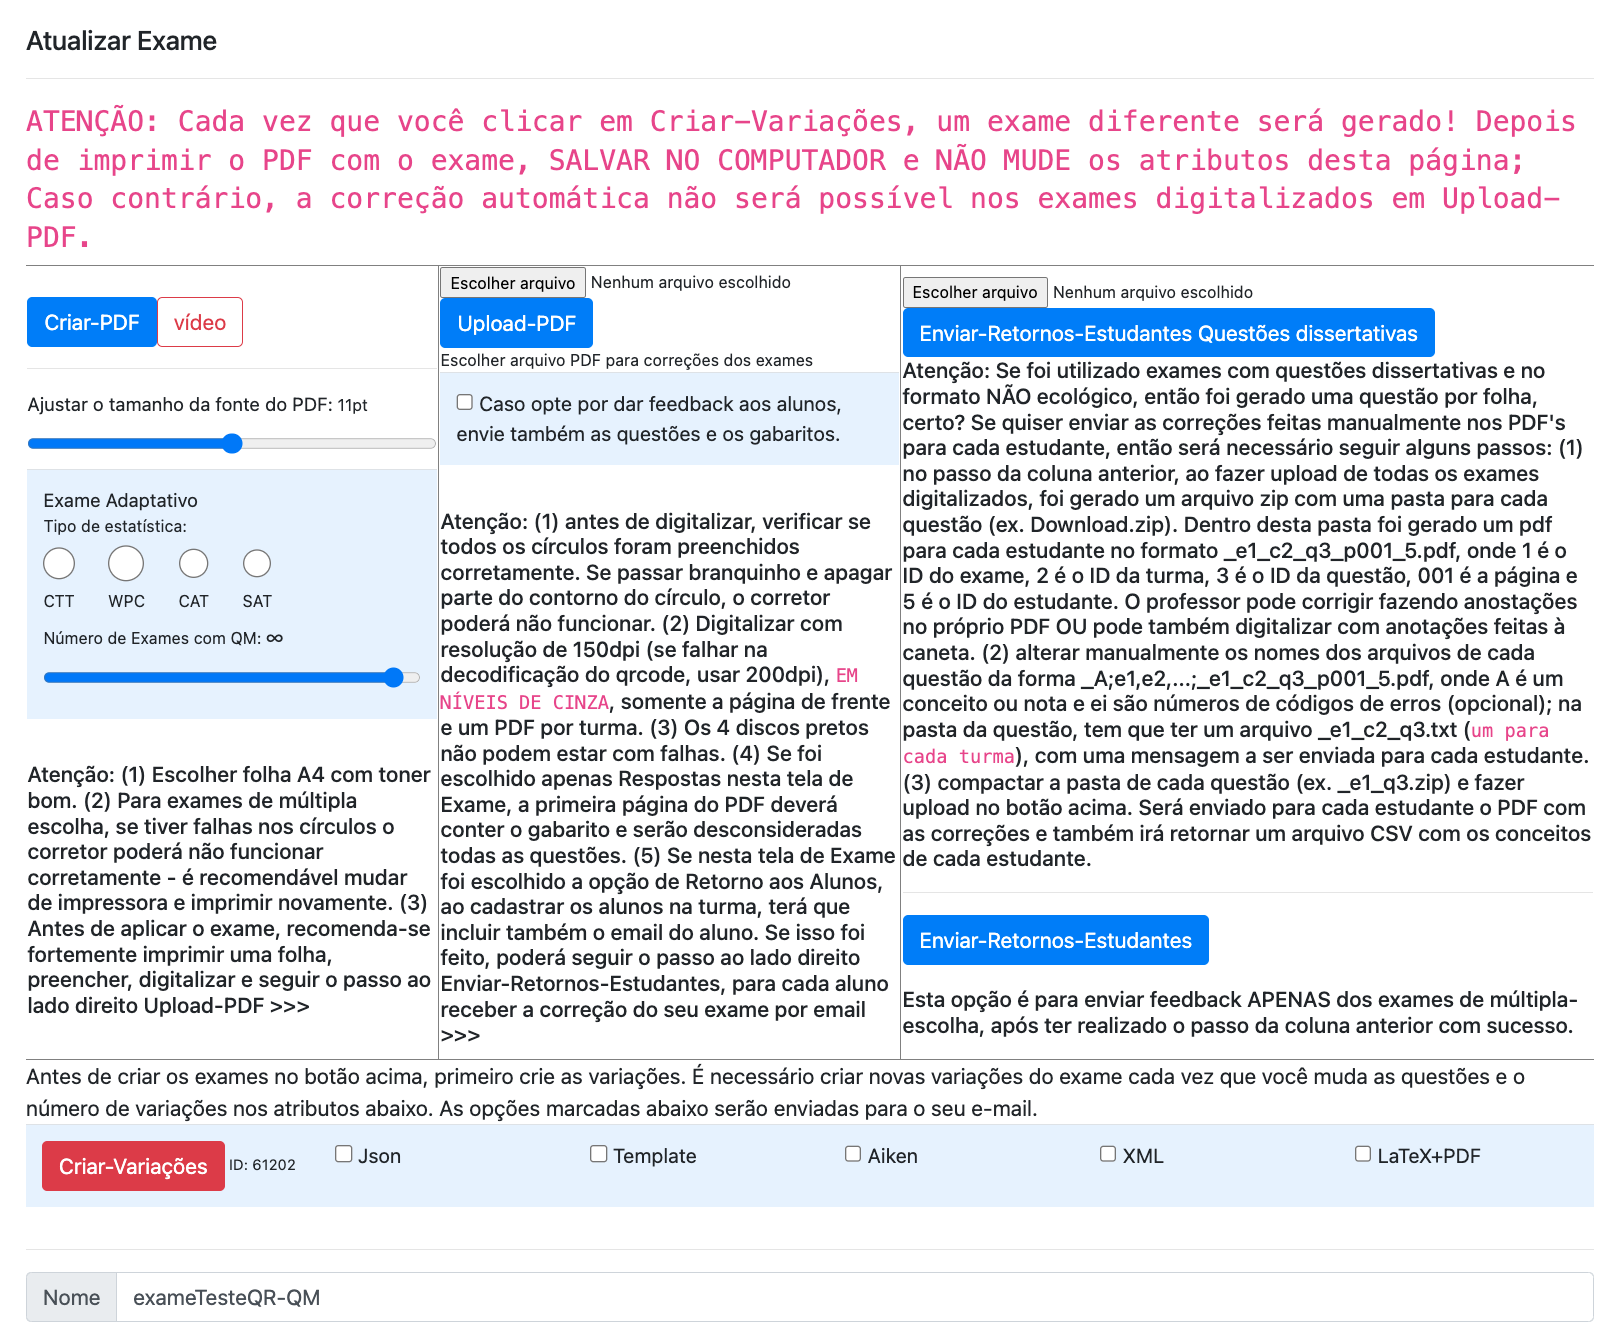 Atualizar Exame
ATENÇÃO: Cada vez que você clicar em Criar-Variações, um exame diferente será gerado! Depois
de imprimir o PDF com o exame, SALVAR NO COMPUTADOR e NÃO MUDE os atributos desta página;
Caso contrário, a correção automática não será possível nos exames digitalizados em Upload-
PDF.
Criar-PDF vídeo
Ajustar o tamanho da fonte do PDF: 11pt
Exame Adaptativo
Tipo de estatística:
CTT WPC CAT SAT
Número de Exames com QM: ∞
Atenção: (1) Escolher folha A4 com toner
bom. (2) Para exames de múltipla
escolha, se tiver falhas nos círculos o
corretor poderá não funcionar
corretamente - é recomendável mudar
de impressora e imprimir novamente. (3)
Antes de aplicar o exame, recomenda-se
fortemente imprimir uma folha,
preencher, digitalizar e seguir o passo ao
lado direito Upload-PDF >>>
Escolher arquivo Nenhum arquivo escolhido
Upload-PDF
Escolher arquivo PDF para correções dos exames
Caso opte por dar feedback aos alunos,
envie também as questões e os gabaritos.
Atenção: (1) antes de digitalizar, verificar se
todos os círculos foram preenchidos
corretamente. Se passar branquinho e apagar
parte do contorno do círculo, o corretor
poderá não funcionar. (2) Digitalizar com
resolução de 150dpi (se falhar na
decodificação do qrcode, usar 200dpi), EM
NÍVEIS DE CINZA, somente a página de frente
e um PDF por turma. (3) Os 4 discos pretos
não podem estar com falhas. (4) Se foi
escolhido apenas Respostas nesta tela de
Exame, a primeira página do PDF deverá
conter o gabarito e serão desconsideradas
todas as questões. (5) Se nesta tela de Exame
foi escolhido a opção de Retorno aos Alunos,
ao cadastrar os alunos na turma, terá que
incluir também o email do aluno. Se isso foi
feito, poderá seguir o passo ao lado direito
Enviar-Retornos-Estudantes, para cada aluno
receber a correção do seu exame por email
>>>
Escolher arquivo Nenhum arquivo escolhido
Enviar-Retornos-Estudantes Questões dissertativas
Atenção: Se foi utilizado exames com questões dissertativas e no
formato NÃO ecológico, então foi gerado uma questão por folha,
certo? Se quiser enviar as correções feitas manualmente nos PDF's
para cada estudante, então será necessário seguir alguns passos: (1)
no passo da coluna anterior, ao fazer upload de todas os exames
digitalizados, foi gerado um arquivo zip com uma pasta para cada
questão (ex. Download.zip). Dentro desta pasta foi gerado um pdf
para cada estudante no formato _e1_c2_q3_p001_5.pdf, onde 1 é o
ID do exame, 2 é o ID da turma, 3 é o ID da questão, 001 é a página e
5 é o ID do estudante. O professor pode corrigir fazendo anostações
no próprio PDF OU pode também digitalizar com anotações feitas à
caneta. (2) alterar manualmente os nomes dos arquivos de cada
questão da forma _A;e1,e2,...;_e1_c2_q3_p001_5.pdf, onde A é um
conceito ou nota e ei são números de códigos de erros (opcional); na
pasta da questão, tem que ter um arquivo _e1_c2_q3.txt (um para
cada turma), com uma mensagem a ser enviada para cada estudante.
(3) compactar a pasta de cada questão (ex. _e1_q3.zip) e fazer
upload no botão acima. Será enviado para cada estudante o PDF com
as correções e também irá retornar um arquivo CSV com os conceitos
de cada estudante.
Enviar-Retornos-Estudantes
Esta opção é para enviar feedback APENAS dos exames de múltipla-
escolha, após ter realizado o passo da coluna anterior com sucesso.
Antes de criar os exames no botão acima, primeiro crie as variações. É necessário criar novas variações do exame cada vez que você muda as questões e o
número de variações nos atributos abaixo. As opções marcadas abaixo serão enviadas para o seu e-mail.
Criar-Variações ID: 61202 Json Template Aiken XML LaTeX+PDF
Nome exameTesteQR-QM